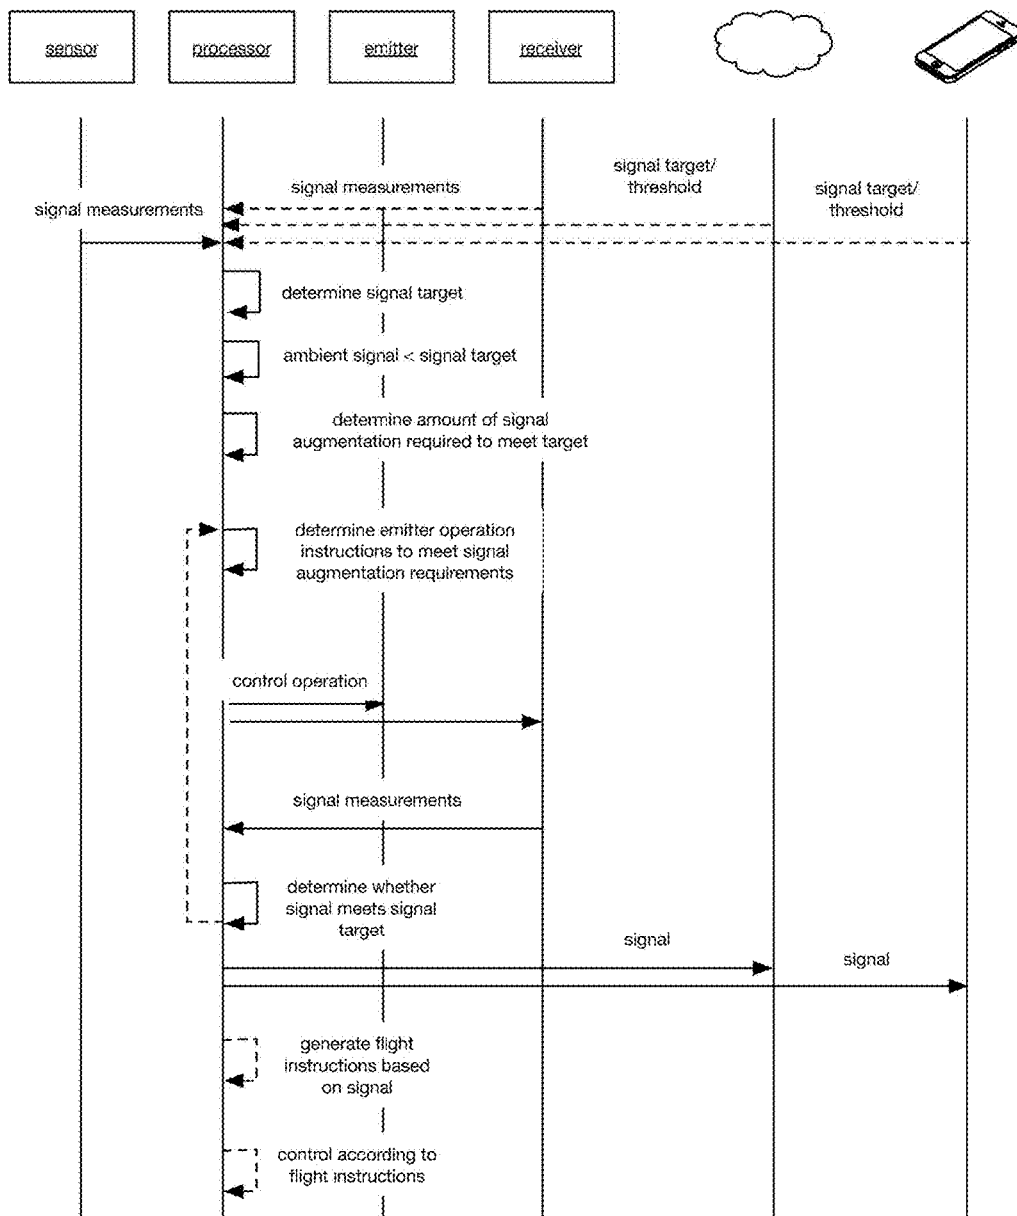 sensor
processor
emitter
receiver
signal target/
threshold
signal measurements
signal target/
threshold
signal measurements
determine signal target
ambient signal < signal target
determine amount of signal
augmentation required to meet target
determine emitter operation
instructions to meet signal
augmentation requirements
control operation
signal measurements
determine whether
signal meets signal
target
signal
signal
generate flight
instructions based
on signal
control according to
flight instructions